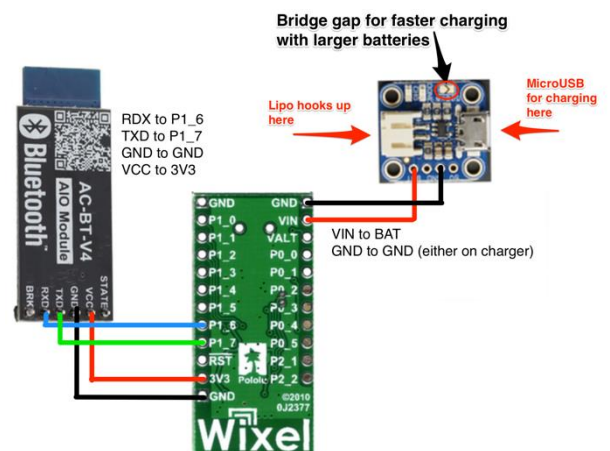 Bridge gap for faster charging
with larger batteries
Lipo hooks up
here
MicroUSB
for charging
here
RDX to P1_6
TXD to P1_7
GND to GND
VCC to 3V3
Bluetooth™
AC-BT-V4
AIO Module
BRK
RXD
TXD
GND
VCC
STATE
VIN to BAT
GND to GND (either on charger)
GND
P1_0
P1_1
P1_2
P1_3
P1_4
P1_5
P1_6
P1_7
RST
3V3
GND
GND
VIN
VALT
P0_0
P0_1
P0_2
P0_3
P0_4
P0_5
P2_1
P2_2
Pololu
©2010
0J2377
Wixel